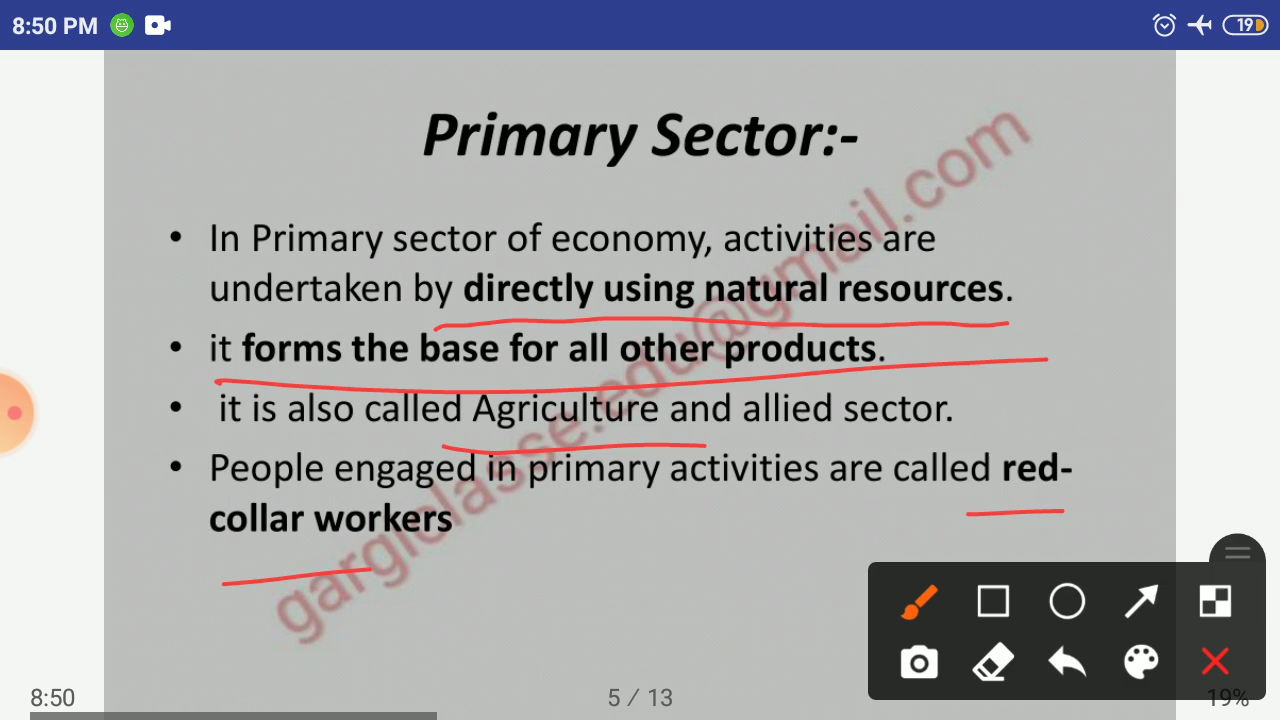 8:50 PM 19
Primary Sector:-
• In Primary sector of economy, activities are
undertaken by directly using natural resources.
• it forms the base for all other products.
• it is also called Agriculture and allied sector.
• People engaged in primary activities are called red-
collar workers
gargiclasse.edu@gmail.com
8:50 5 / 13 19%